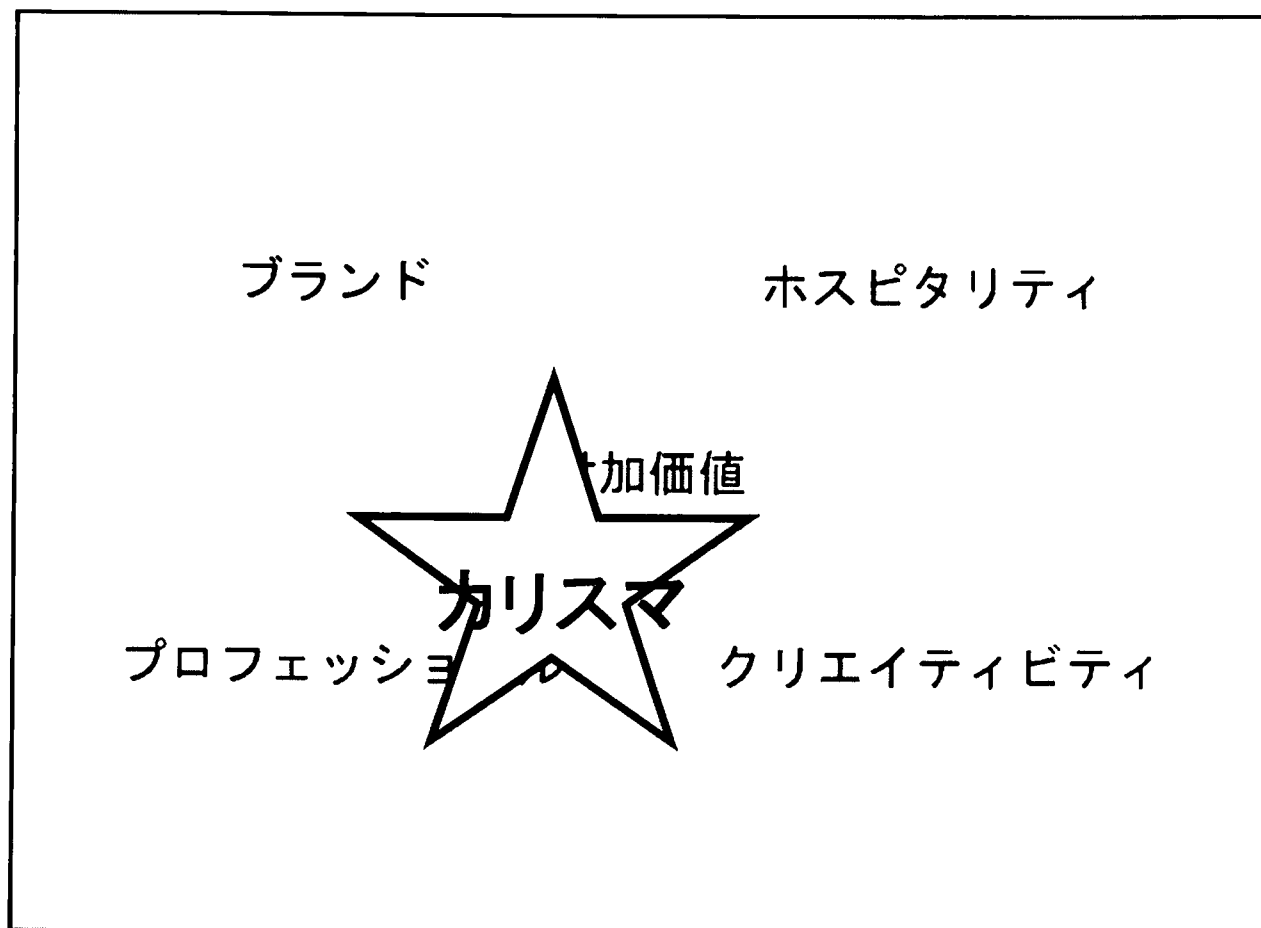 ブランド
ホスピタリティ
加価値
カリスマ
プロフェッショ
クリエイティビティ